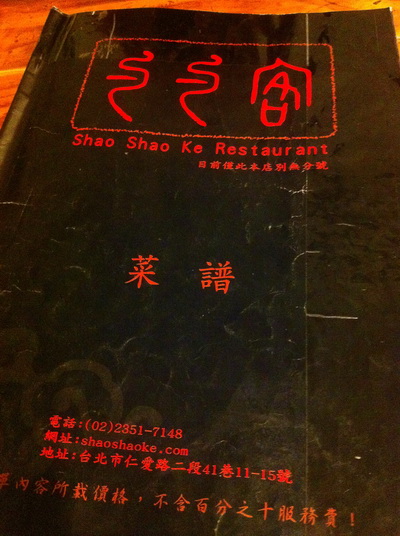 ㄠㄠ客
Shao Shao Ke Restaurant
目前僅此本店別無分號
菜譜
電話:(02)2351-7148
網址:shaoshaoke.com
地址:台北市仁愛路二段41巷11-15號
內容所載價格，不含百分之十服務費！